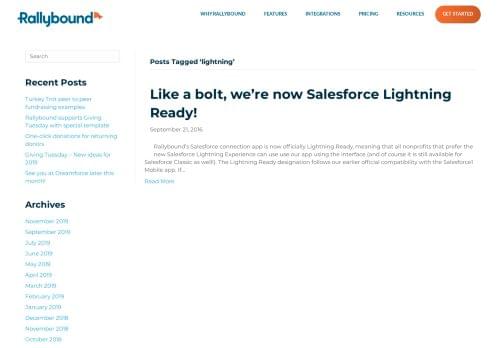 Rallybound
WHY RALLYBOUND
FEATURES
INTEGRATIONS
PRICING
RESOURCES
GET STARTED
Search
Recent Posts
Turkey Trot peer to peer
fundraising examples
Rallybound supports Giving
Tuesday with special template
One-click donations for returning
donors
Giving Tuesday – New ideas for
2019
See you at Dreamforce later this
month!
Archives
November 2019
September 2019
July 2019
June 2019
May 2019
April 2019
March 2019
February 2019
January 2019
December 2018
November 2018
October 2018
Posts Tagged ‘lightning’
Like a bolt, we’re now Salesforce Lightning
Ready!
September 21, 2016
Rallybound's Salesforce connection app is now officially Lightning Ready, meaning that all nonprofits that prefer the
new Salesforce Lightning Experience can use use our app using the interface (and of course it is still available for
Salesforce Classic as well!). The Lightning Ready designation follows our earlier official compatibility with the Salesforce1
Mobile app. If...
Read More